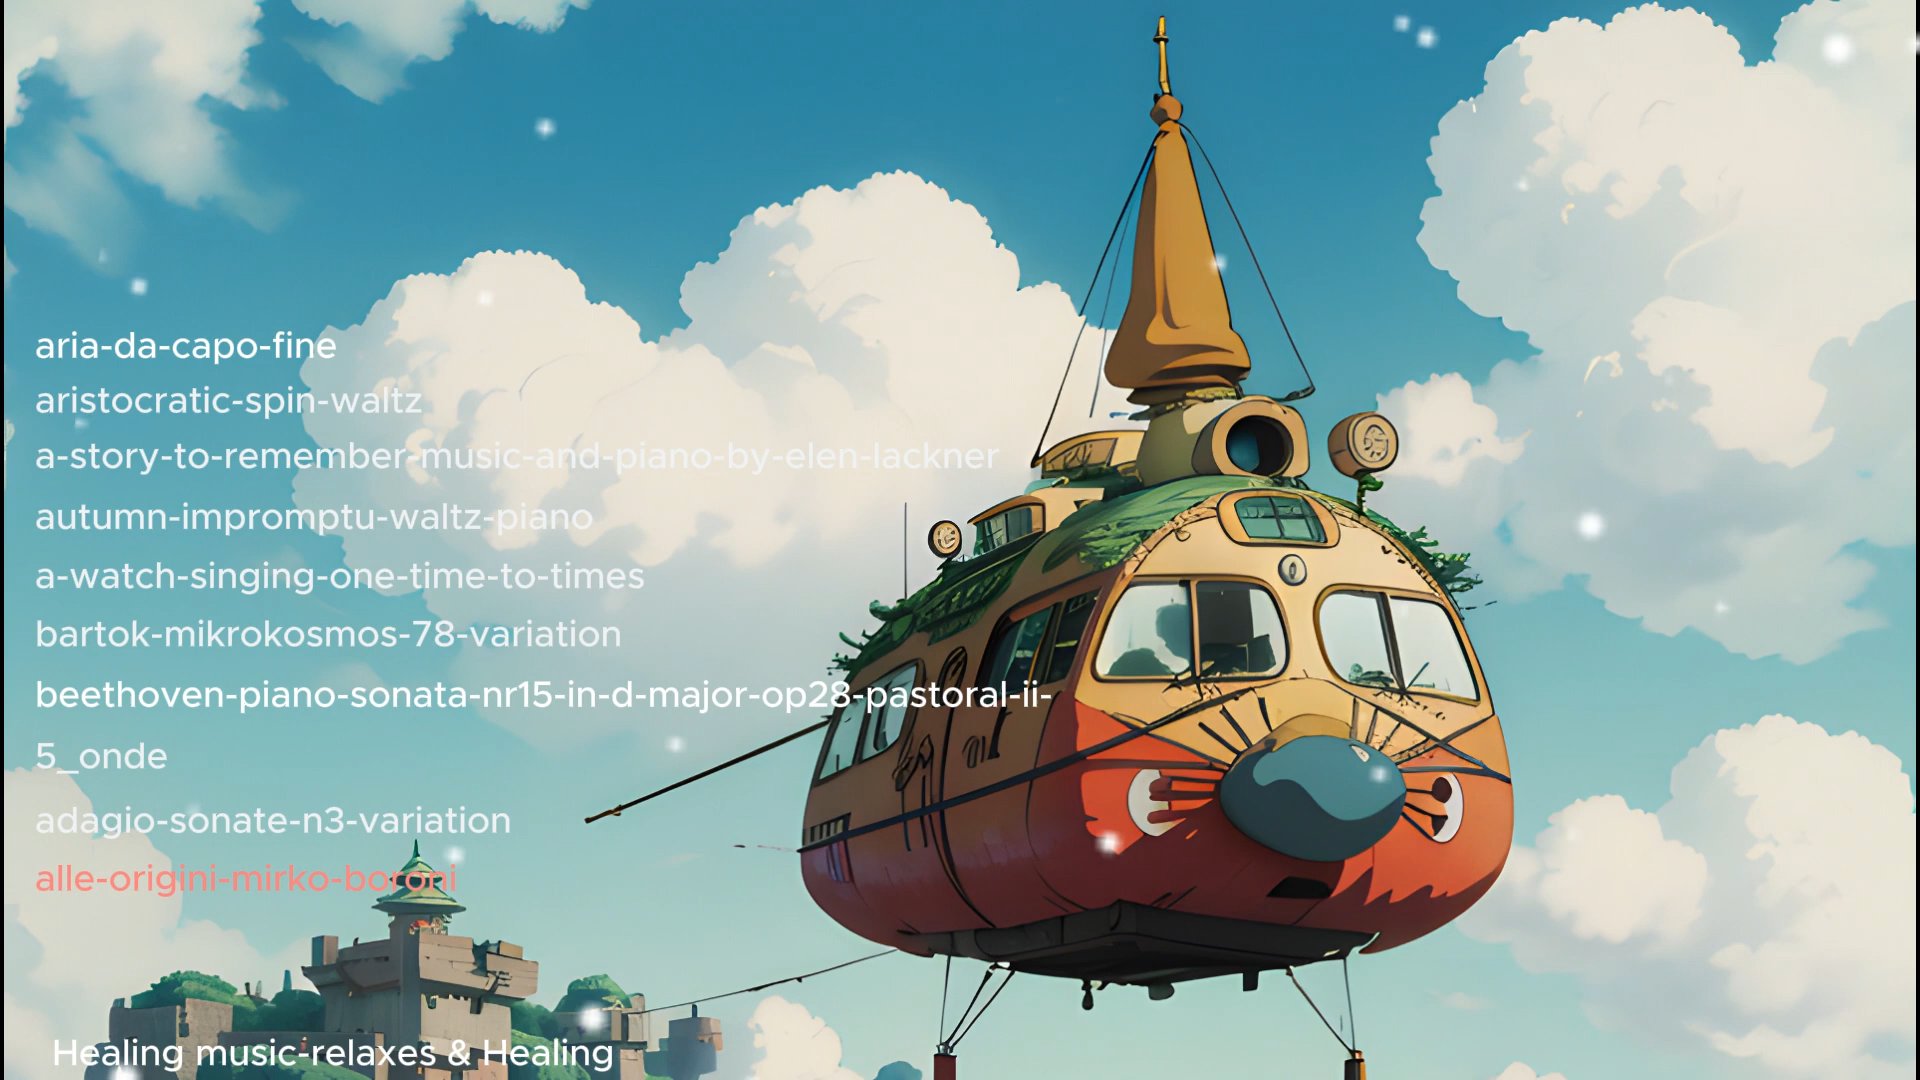 aria-da-capo-fine
aristocratic-spin-waltz
a-story-to-remember-music-and-piano-by-elen-lackner
autumn-impromptu-waltz-piano
a-watch-singing-one-time-to-times
bartok-mikrokosmos-78-variation
beethoven-piano-sonata-nr15-in-d-major-op28-pastoral-ii-
5_onde
adagio-sonate-n3-variation
alle-origini-mirko-boroni
Healing music-relaxes & Healing